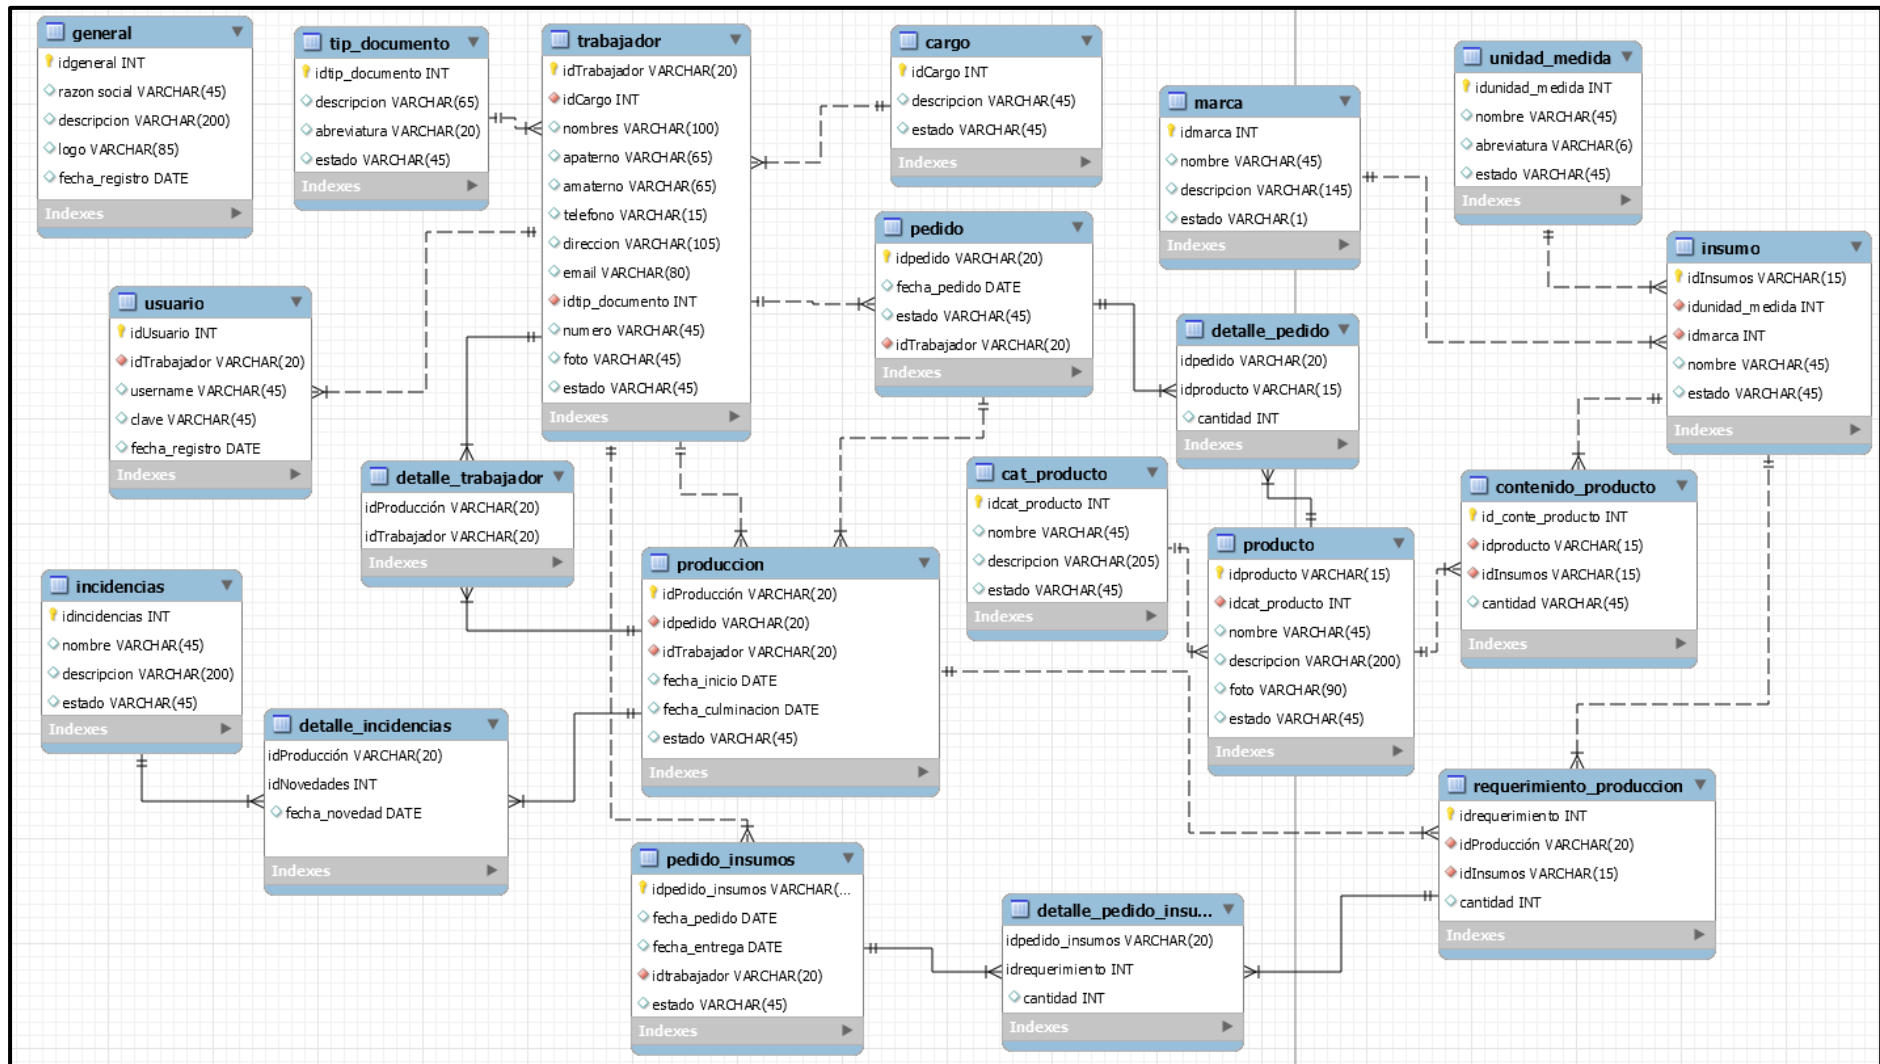 general
idgeneral INT
razon social VARCHAR(45)
descripcion VARCHAR(200)
logo VARCHAR(85)
fecha_registro DATE
Indexes
tip_documento
idtip_documento INT
descripcion VARCHAR(65)
abreviatura VARCHAR(20)
estado VARCHAR(45)
Indexes
trabajador
idTrabajador VARCHAR(20)
idCargo INT
nombres VARCHAR(100)
apaterno VARCHAR(65)
amaterno VARCHAR(65)
telefono VARCHAR(15)
direccion VARCHAR(105)
email VARCHAR(80)
idtip_documento INT
numero VARCHAR(45)
foto VARCHAR(45)
estado VARCHAR(45)
Indexes
cargo
idCargo INT
descripcion VARCHAR(45)
estado VARCHAR(45)
Indexes
marca
idmarca INT
nombre VARCHAR(45)
descripcion VARCHAR(145)
estado VARCHAR(1)
Indexes
unidad_medida
idunidad_medida INT
nombre VARCHAR(45)
abreviatura VARCHAR(6)
estado VARCHAR(45)
Indexes
usuario
idUsuario INT
idTrabajador VARCHAR(20)
username VARCHAR(45)
clave VARCHAR(45)
fecha_registro DATE
Indexes
pedido
idpedido VARCHAR(20)
fecha_pedido DATE
estado VARCHAR(45)
idTrabajador VARCHAR(20)
Indexes
detalle_pedido
idpedido VARCHAR(20)
idproducto VARCHAR(15)
cantidad INT
Indexes
insumo
idInsumos VARCHAR(15)
idunidad_medida INT
idmarca INT
nombre VARCHAR(45)
estado VARCHAR(45)
Indexes
detalle_trabajador
idProducción VARCHAR(20)
idTrabajador VARCHAR(20)
Indexes
cat_producto
idcat_producto INT
nombre VARCHAR(45)
descripcion VARCHAR(205)
estado VARCHAR(45)
Indexes
contenido_producto
id_conte_producto INT
idproducto VARCHAR(15)
idInsumos VARCHAR(15)
cantidad VARCHAR(45)
Indexes
incidencias
idincidencias INT
nombre VARCHAR(45)
descripcion VARCHAR(200)
estado VARCHAR(45)
Indexes
produccion
idProducción VARCHAR(20)
idpedido VARCHAR(20)
idTrabajador VARCHAR(20)
fecha_inicio DATE
fecha_culminacion DATE
estado VARCHAR(45)
Indexes
producto
idproducto VARCHAR(15)
idcat_producto INT
nombre VARCHAR(45)
descripcion VARCHAR(200)
foto VARCHAR(90)
estado VARCHAR(45)
Indexes
detalle_incidencias
idProducción VARCHAR(20)
idNovedades INT
fecha_novedad DATE
Indexes
requerimiento_produccion
idrequerimiento INT
idProducción VARCHAR(20)
idInsumos VARCHAR(15)
cantidad INT
Indexes
pedido_insumos
idpedido_insumos VARCHAR(...
fecha_pedido DATE
fecha_entrega DATE
idtrabajador VARCHAR(20)
estado VARCHAR(45)
Indexes
detalle_pedido_insu...
idpedido_insumos VARCHAR(20)
idrequerimiento INT
cantidad INT
Indexes